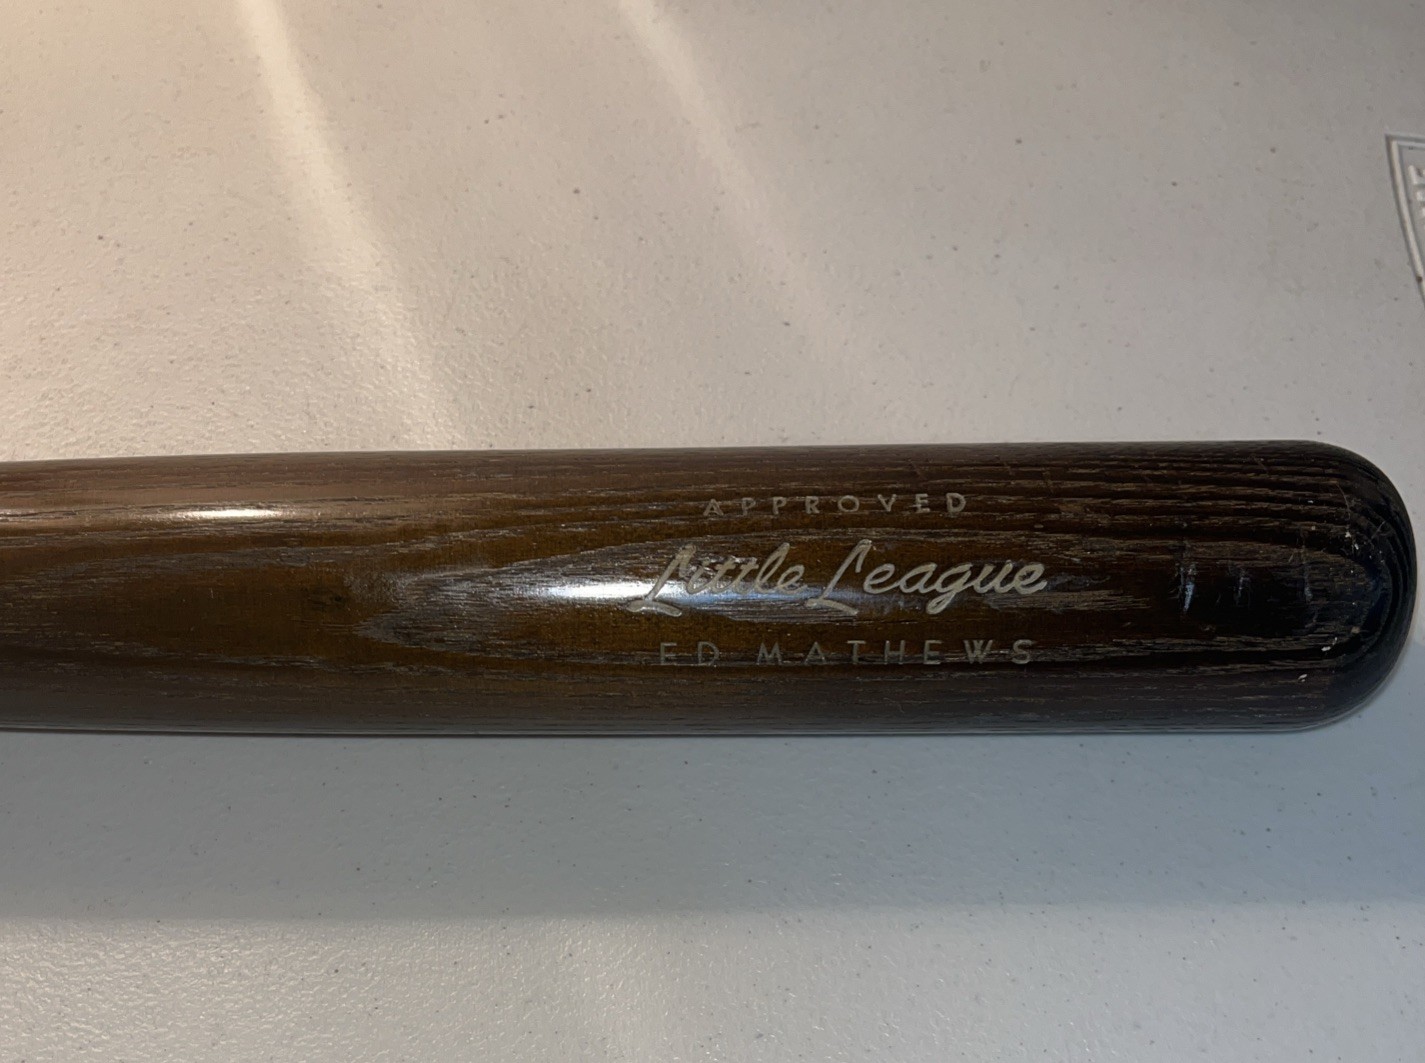 APPROVED
Little League
ED MATHEWS